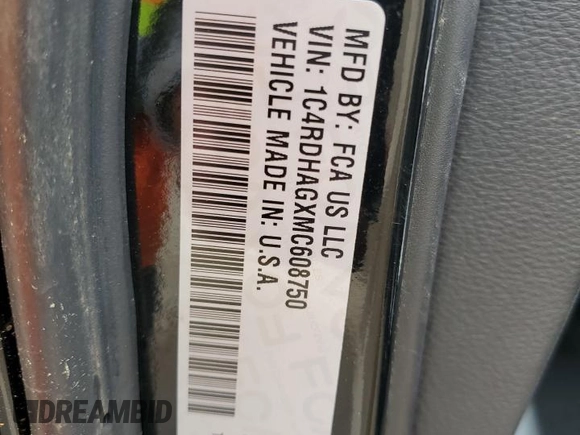 MFD BY: FCA US LLC
VIN: 1C4RDHAGXMC608750
VEHICLE MADE IN: U.S.A.
DREAMBID